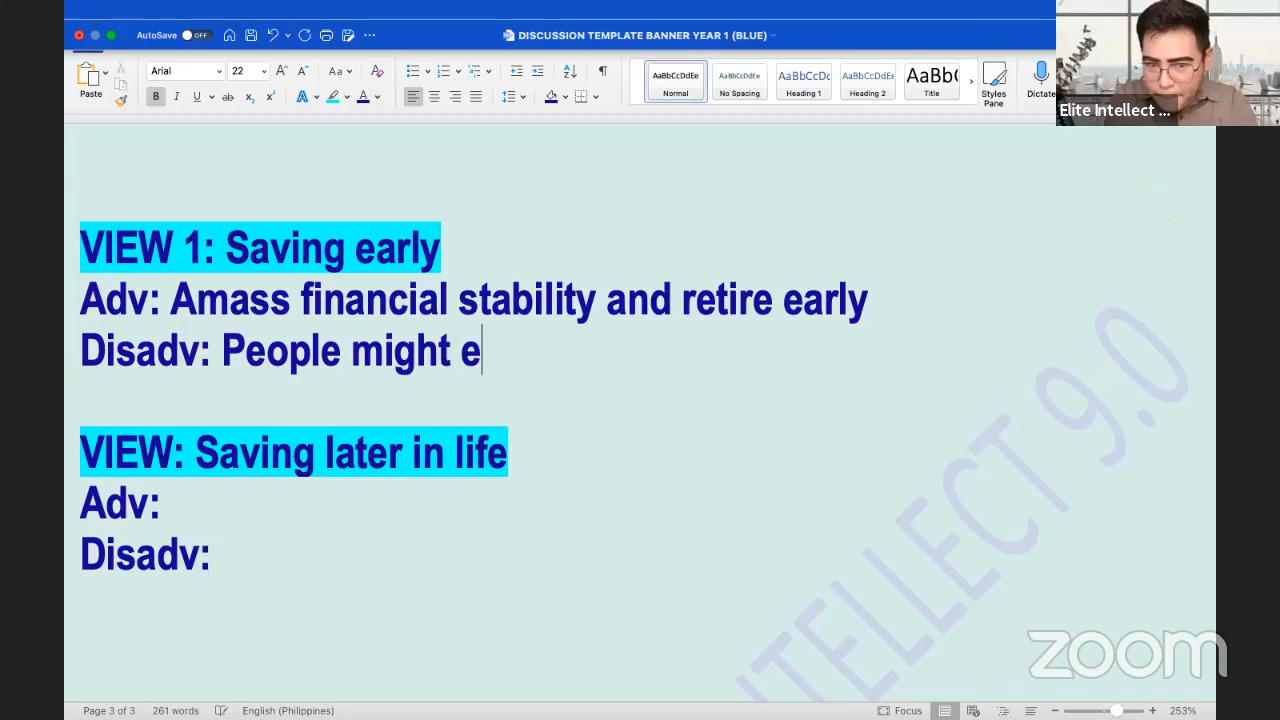 AutoSave OFF
DISCUSSION TEMPLATE BANNER YEAR 1 (BLUE)
Paste
Arial
22
Aa
AaBbCcDdEe
Normal
AaBbCcDdEe
No Spacing
AaBbCcDc
Heading 1
AaBbCcDdEe
Heading 2
AaBb(
Title
Styles
Pane
Dictate
Elite Intellect ...
VIEW 1: Saving early
Adv: Amass financial stability and retire early
Disadv: People might e
VIEW: Saving later in life
Adv:
Disadv:
INTELLECT 9.0
zoom
Page 3 of 3
261 words
English (Philippines)
Focus
253%